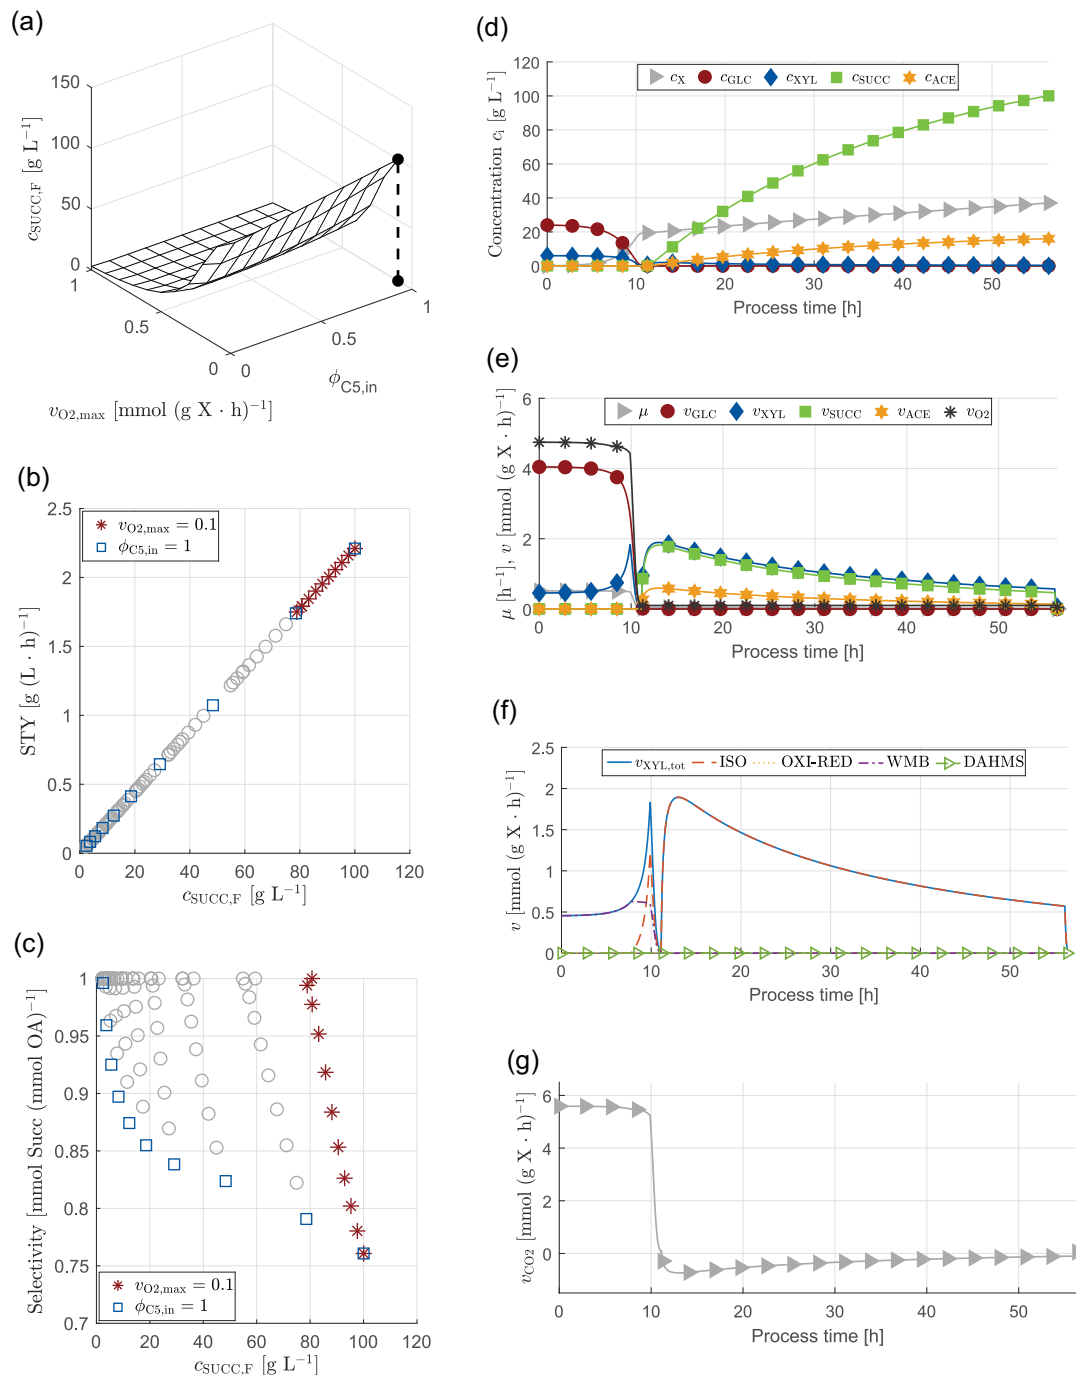 (a)
150
100
50
0
c_SUCC,F [g L⁻¹]
1
0.5
0
0
0.5
1
v_O2,max [mmol (g X · h)⁻¹]
ϕ_C5,in
(b)
2.5
2
1.5
1
0.5
0
STY [g (L · h)⁻¹]
v_O2,max = 0.1
ϕ_C5,in = 1
0 20 40 60 80 100 120
c_SUCC,F [g L⁻¹]
(c)
1
0.95
0.9
0.85
0.8
0.75
0.7
Selectivity [mmol Succ (mmol OA)⁻¹]
v_O2,max = 0.1
ϕ_C5,in = 1
0 20 40 60 80 100 120
c_SUCC,F [g L⁻¹]
(d)
120
100
80
60
40
20
0
Concentration c_i [g L⁻¹]
c_X c_GLC c_XYL c_SUCC c_ACE
0 10 20 30 40 50
Process time [h]
(e)
6
4
2
0
μ [h⁻¹], v [mmol (g X · h)⁻¹]
μ v_GLC v_XYL v_SUCC v_ACE v_O2
0 10 20 30 40 50
Process time [h]
(f)
2.5
2
1.5
1
0.5
0
v [mmol (g X · h)⁻¹]
v_XYL,tot ISO OXI-RED WMB DAHMS
0 10 20 30 40 50
Process time [h]
(g)
6
4
2
0
v_CO2 [mmol (g X · h)⁻¹]
0 10 20 30 40 50
Process time [h]